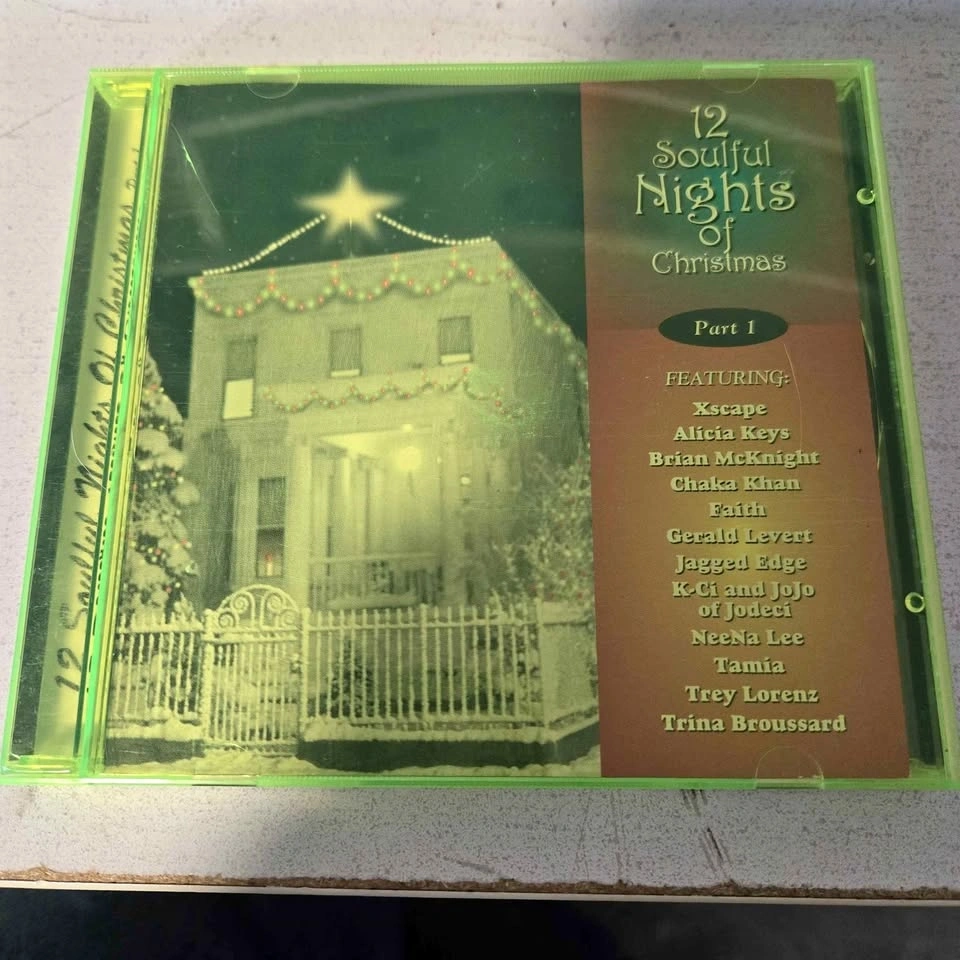 12
Soulful
Nights
of
Christmas
Part 1
FEATURING:
Xscape
Alicia Keys
Brian McKnight
Chaka Khan
Faith
Gerald Levert
Jagged Edge
K-Ci and JoJo
of Jodeci
NeeNa Lee
Tamia
Trey Lorenz
Trina Broussard
12 Soulful Nights Of Christmas